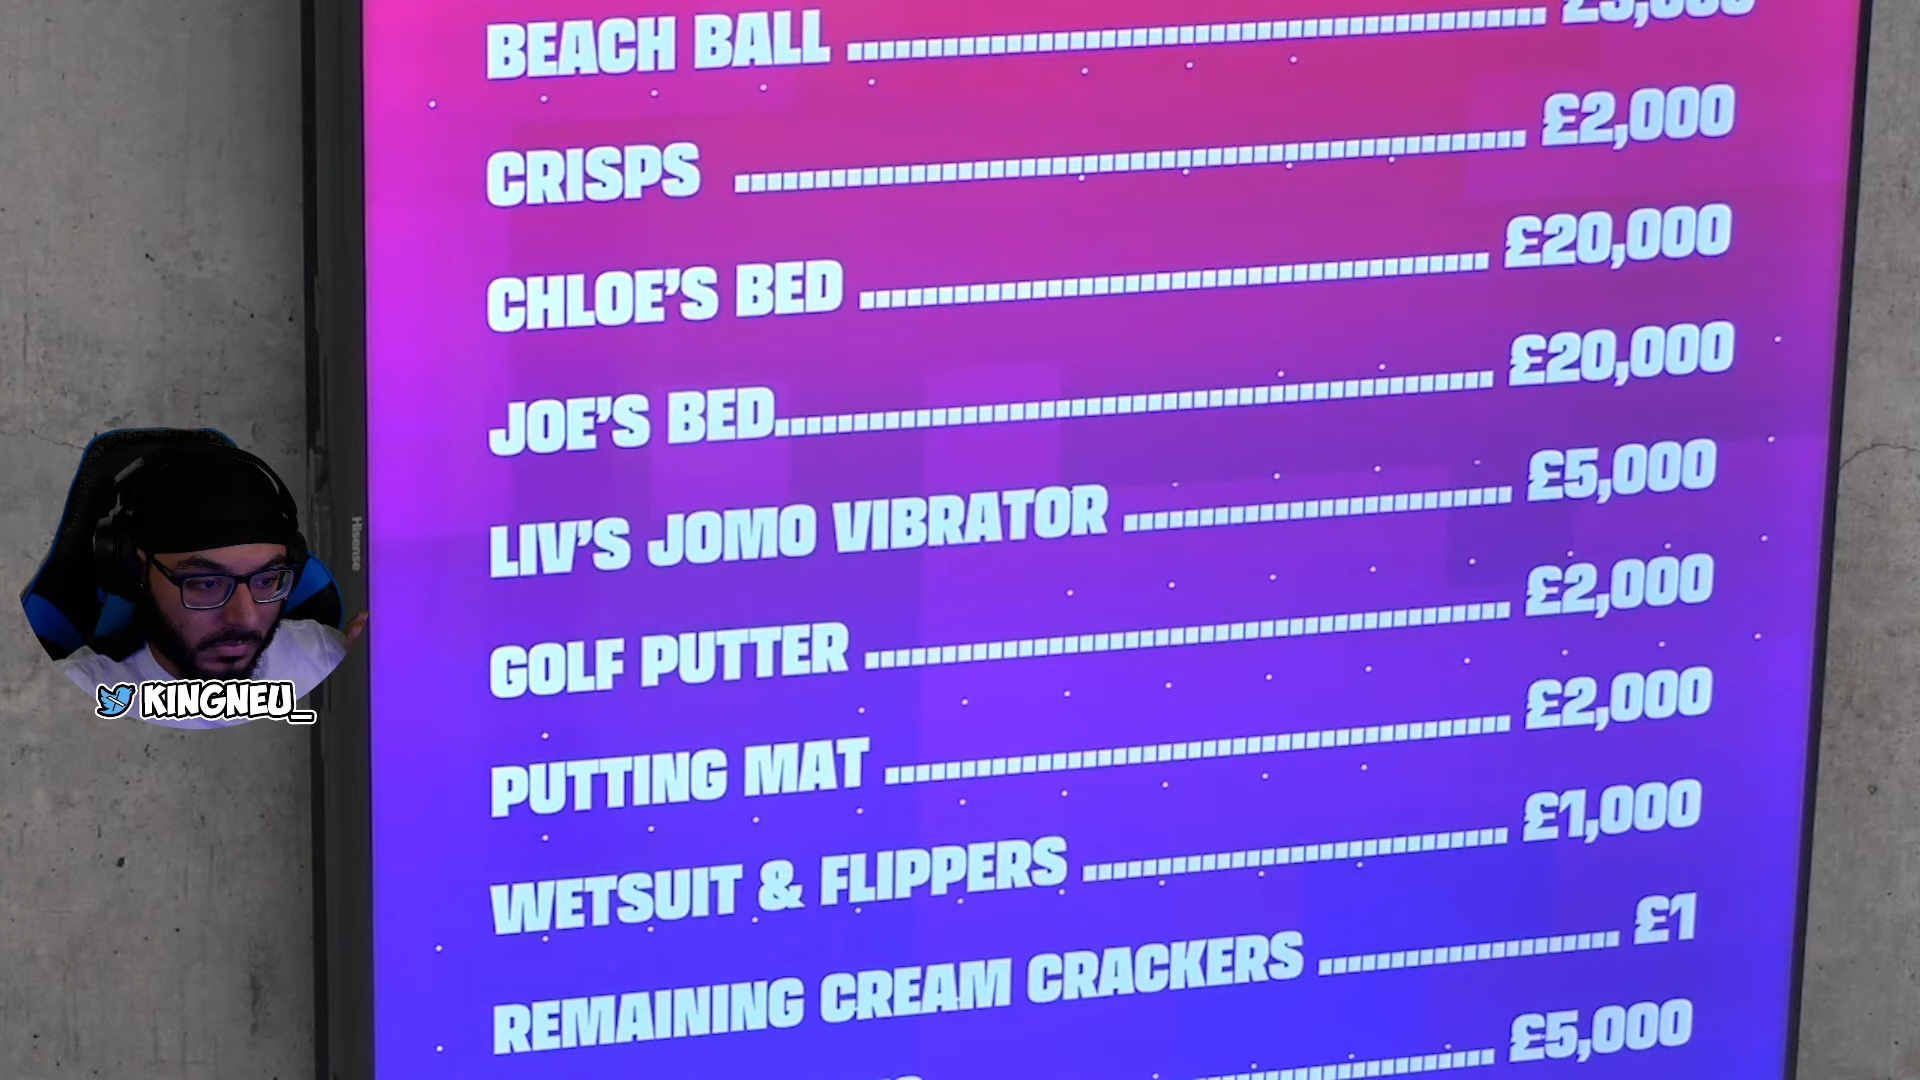 BEACH BALL ..........
CRISPS .......... £2,000
CHLOE'S BED .......... £20,000
JOE'S BED.......... £20,000
LIV'S JOMO VIBRATOR .......... £5,000
GOLF PUTTER .......... £2,000
PUTTING MAT .......... £2,000
WETSUIT & FLIPPERS .......... £1,000
REMAINING CREAM CRACKERS .......... £1
£5,000
Hisense
KINGNEU_